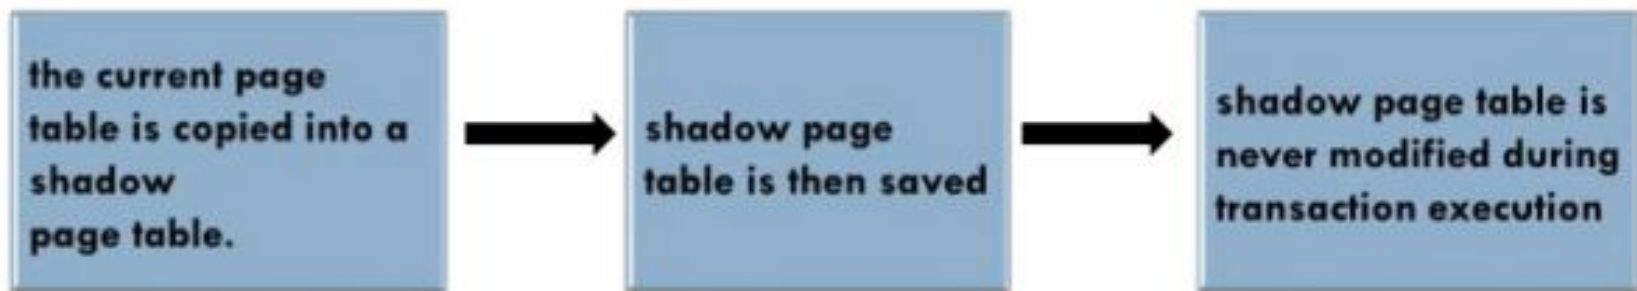 the current page
table is copied into a
shadow
page table.
shadow page
table is then saved
shadow page table is
never modified during
transaction execution